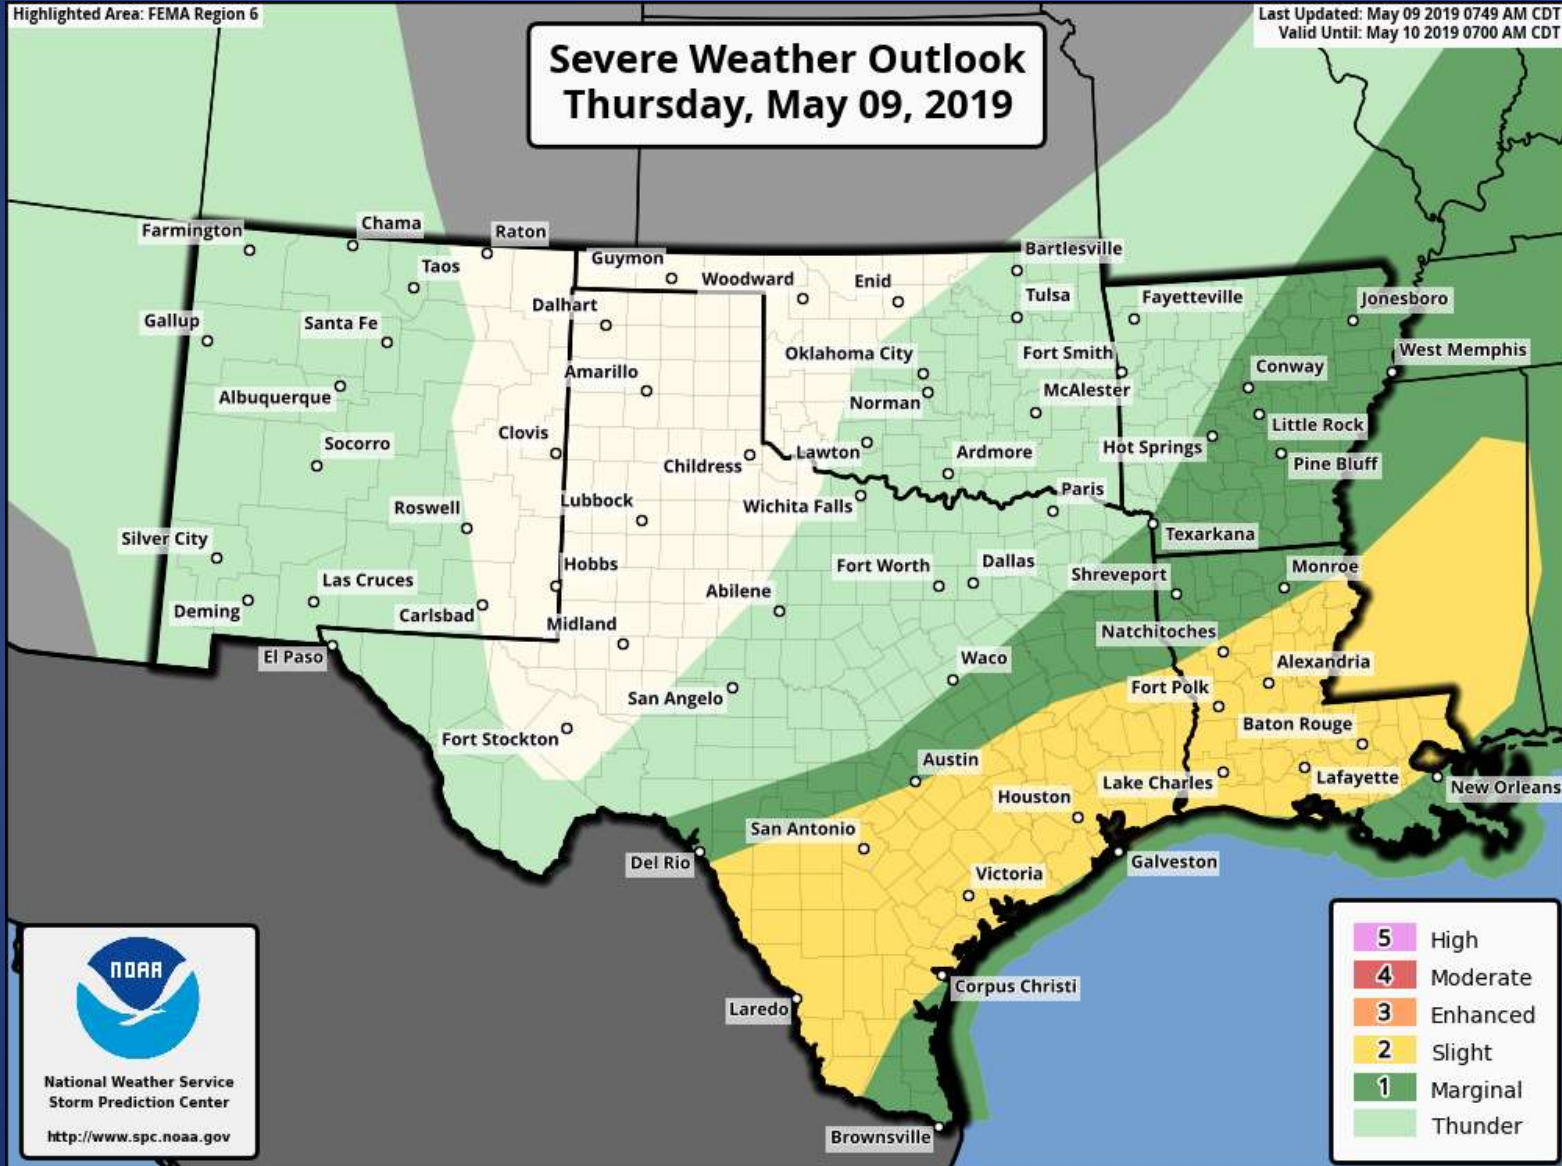 Highlighted Area: FEMA Region 6
Last Updated: May 09 2019 0749 AM CDT
Valid Until: May 10 2019 0700 AM CDT
Severe Weather Outlook
Thursday, May 09, 2019
Farmington
Chama
Raton
Taos
Guymon
Woodward
Enid
Bartlesville
Tulsa
Fayetteville
Jonesboro
Gallup
Santa Fe
Dalhart
Oklahoma City
Fort Smith
West Memphis
Albuquerque
Amarillo
Norman
McAlester
Conway
Little Rock
Socorro
Clovis
Childress
Lawton
Ardmore
Hot Springs
Pine Bluff
Roswell
Lubbock
Wichita Falls
Paris
Texarkana
Silver City
Las Cruces
Hobbs
Abilene
Fort Worth
Dallas
Shreveport
Monroe
Deming
Carlsbad
Midland
Natchitoches
El Paso
San Angelo
Waco
Alexandria
Fort Polk
Fort Stockton
Baton Rouge
Austin
Houston
Lake Charles
Lafayette
New Orleans
San Antonio
Del Rio
Galveston
Victoria
Laredo
Corpus Christi
Brownsville
NOAA
National Weather Service
Storm Prediction Center
http://www.spc.noaa.gov
5 High
4 Moderate
3 Enhanced
2 Slight
1 Marginal
Thunder